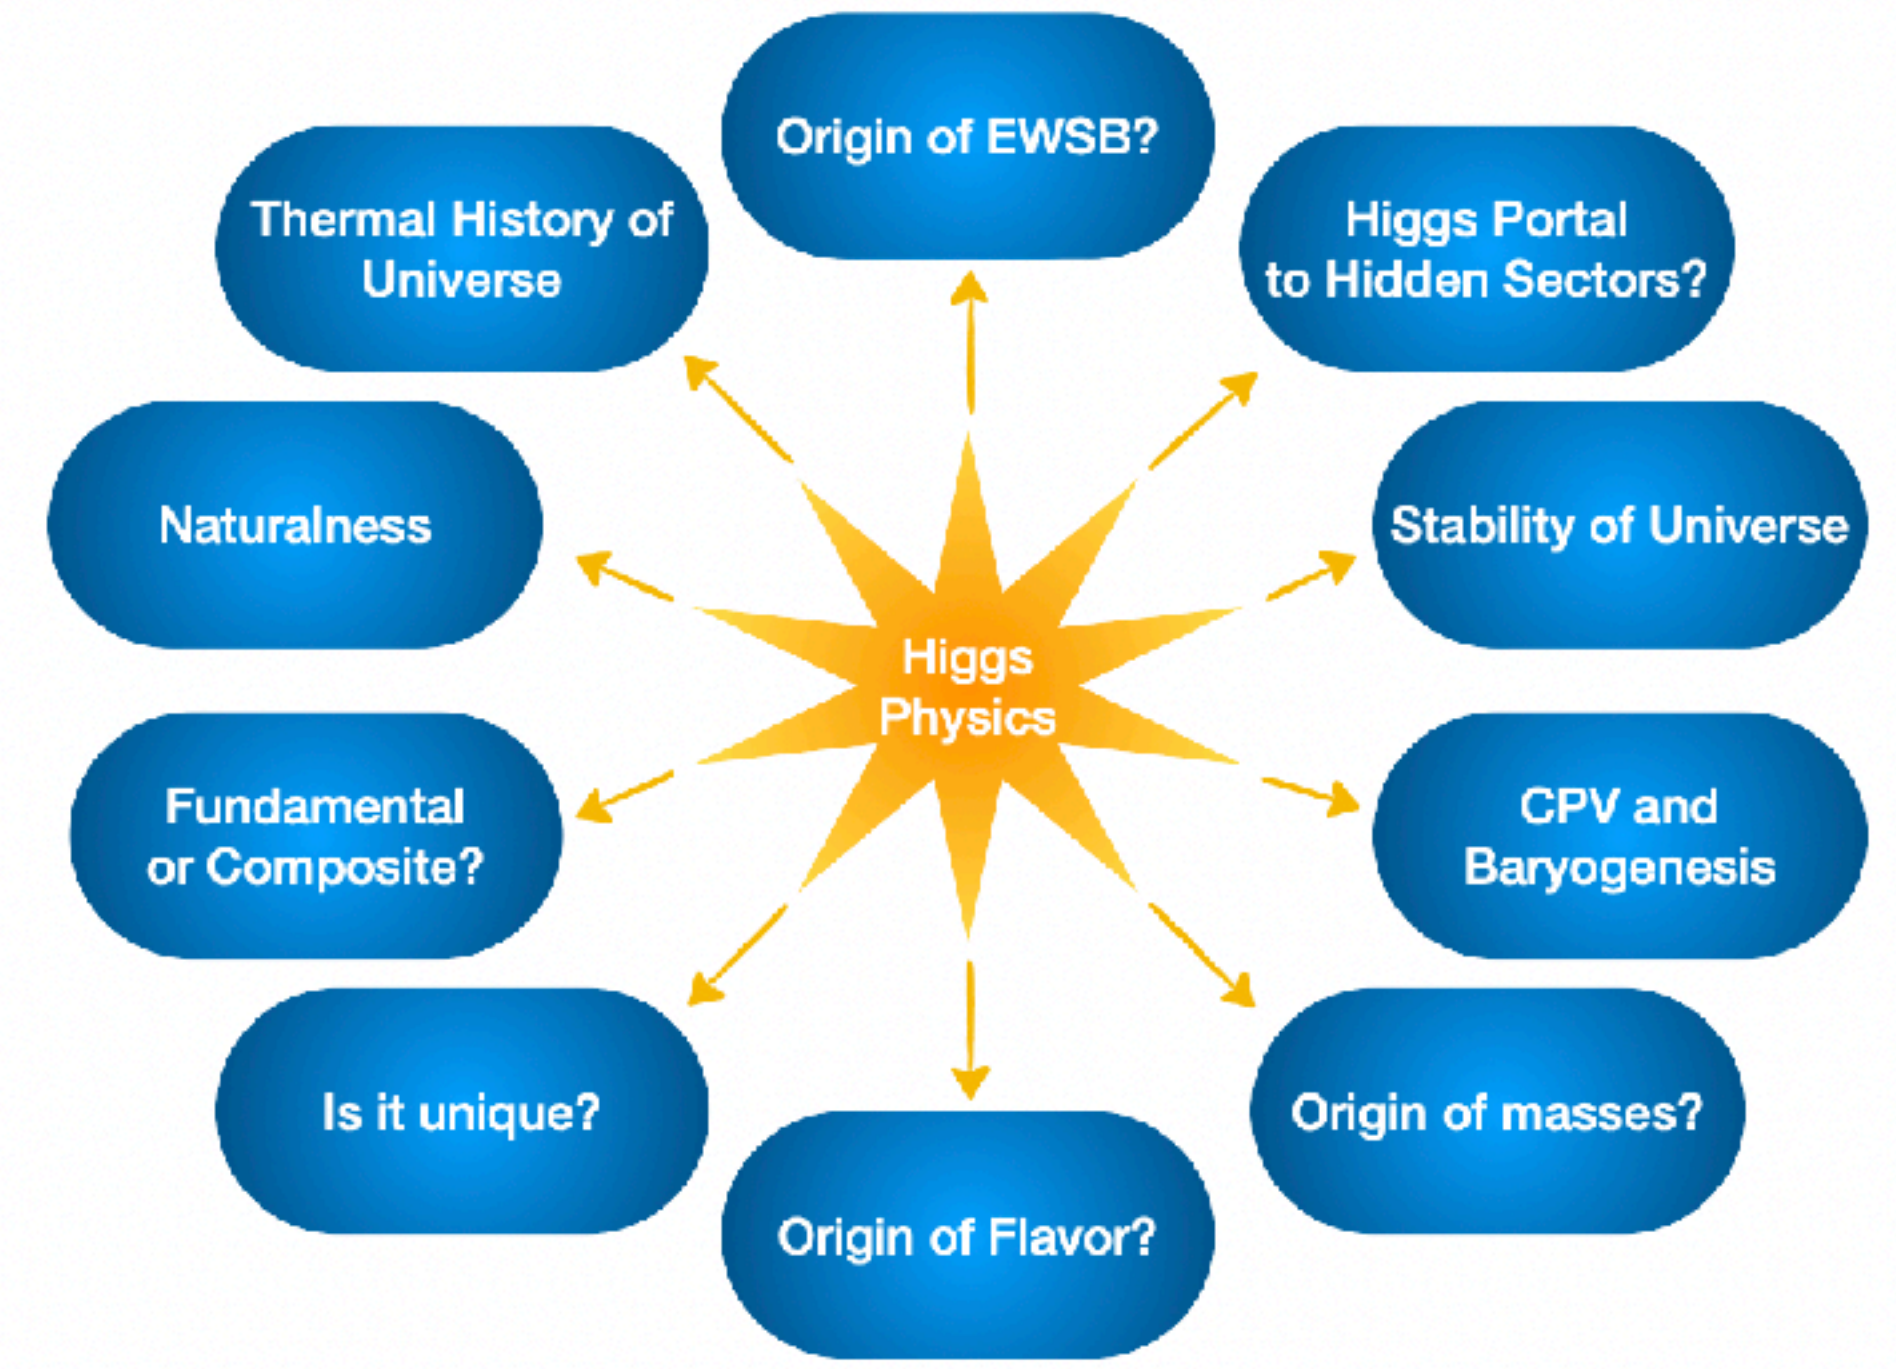 Origin of EWSB?
Thermal History of
Universe
Higgs Portal
to Hidden Sectors?
Naturalness
Stability of Universe
Higgs
Physics
Fundamental
or Composite?
CPV and
Baryogenesis
Is it unique?
Origin of masses?
Origin of Flavor?